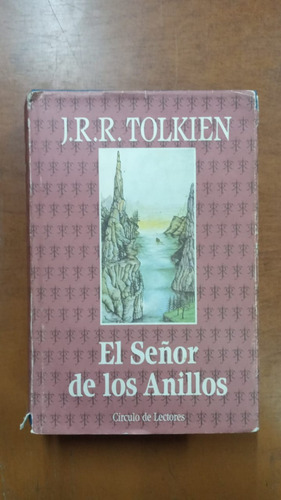 J.R.R. TOLKIEN
El Señor
de los Anillos
Círculo de Lectores